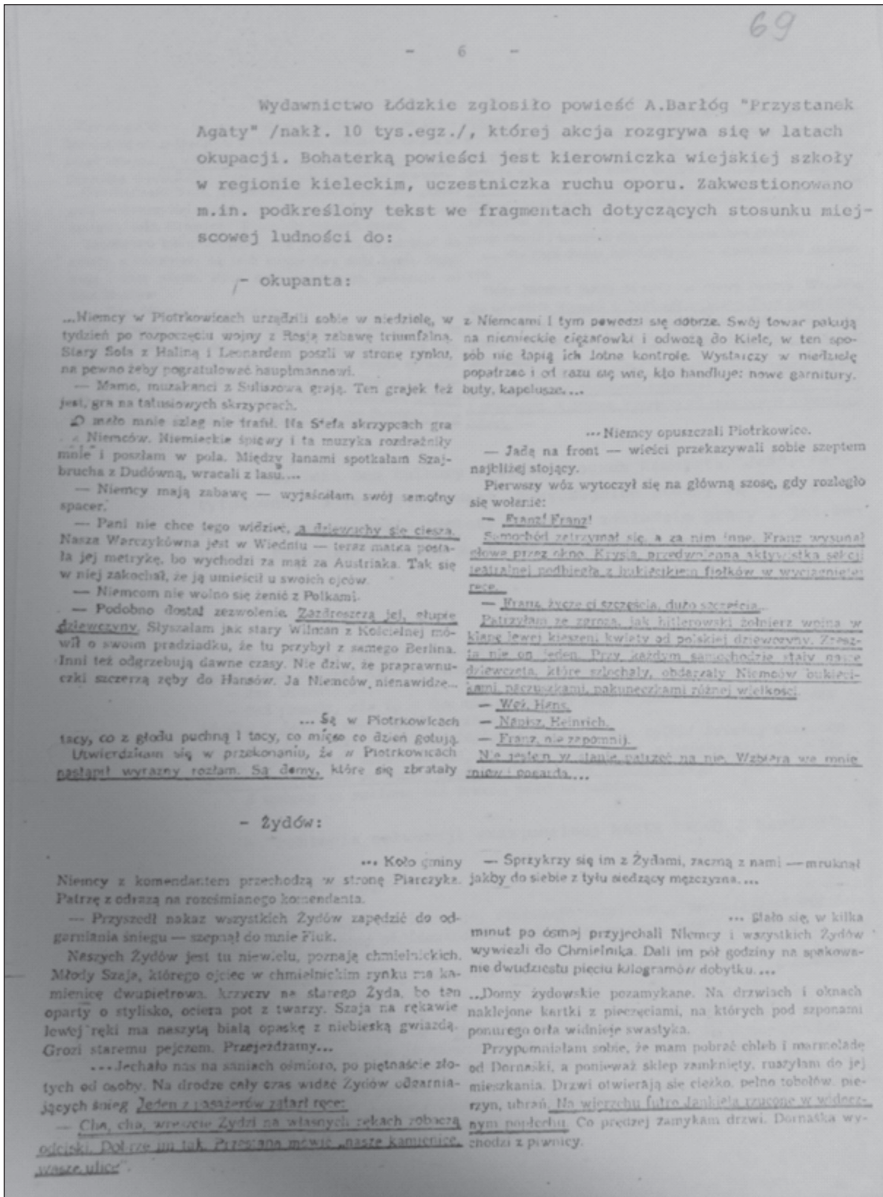 69
- 6 -
Wydawnictwo Łódzkie zgłosiło powieść A.Barłóg "Przystanek
Agaty" /nakł. 10 tys.egz./, której akcja rozgrywa się w latach
okupacji. Bohaterką powieści jest kierowniczka wiejskiej szkoły
w regionie kieleckim, uczestniczka ruchu oporu. Zakwestionowano
m.in. podkreślony tekst we fragmentach dotyczących stosunku miej-
scowej ludności do:
- okupanta:
...Niemcy w Piotrkowicach urządzili sobie w niedzielę, w
tydzień po rozpoczęciu wojny z Rosją zabawę triumfalną.
Stary Sola z Haliną i Leonardem poszli w stronę rynku,
na pewno żeby pogratulować hauptmannowi.
— Mamo, muzykanci z Suliszowa grają. Ten grajek też
jest, gra na tatusiowych skrzypcach.
O mało mnie szlag nie trafił. Na Stefa skrzypcach gra
Niemców. Niemieckie śpiewy i ta muzyka rozdrażniły
mnie i poszłam w pola. Między łanami spotkałam Szaj-
brucha z Dudówną, wracali z lasu....
— Niemcy mają zabawę — wyjaśniłam swój samotny
spacer.
— Pani nie chce tego widzieć, a dziewuchy się cieszą.
Nasza Warczykówna jest w Wiedniu — teraz matka posła-
ła jej metrykę, bo wychodzi za mąż za Austriaka. Tak się
w niej zakochał, że ją umieścił u swoich ojców.
— Niemcom nie wolno się żenić z Polkami.
— Podobno dostał zezwolenie. Zazdroszczą jej, głupie
dziewczyny. Słyszałam jak stary Wilman z Kościelnej mó-
wił o swoim pradziadku, że tu przybył z samego Berlina.
Inni też odgrzebują dawne czasy. Nie dziw, że praprawnu-
czki szczerzą zęby do Hansów. Ja Niemców nienawidzę...
... Są w Piotrkowicach
tacy, co z głodu puchną i tacy, co mięso co dzień gotują.
Utwierdziłam się w przekonaniu, że w Piotrkowicach
nastąpił wyraźny rozłam. Są domy, które się zbratały
z Niemcami i tym powodzi się dobrze. Swój towar pakują
na niemieckie ciężarówki i odwożą do Kielc, w ten spo-
sób nie łapią ich lotne kontrole. Wystarczy w niedzielę
popatrzeć i od razu się wie, kto handluje: nowe garnitury,
buty, kapelusze....
...Niemcy opuszczali Piotrkowice.
— Jadą na front — wieści przekazywali sobie szeptem
najbliżej stojący.
Pierwszy wóz wytoczył się na główną szosę, gdy rozległo
się wołanie:
— Franz! Franz!
Samochód zatrzymał się, a za nim inne. Franz wysunął
głowę przez okno. Krysia, przedwojenna aktywistka sekcji
teatralnej podbiegła z bukiecikiem fiołków w wyciągniętej
ręce.
— Franz, życzę ci szczęścia, dużo szczęścia.
Patrzyłam ze zgrozą, jak hitlerowski żołnierz wpina w
klapę lewej kieszeni kwiaty od polskiej dziewczyny. Zresz-
tą nie on jeden. Przy każdym samochodzie stały nasze
dziewczęta, które szlochały, obdarzały Niemców bukieci-
kami, paczuszkami, pakuneczkami różnej wielkości.
— Weź, Hans.
— Napisz, Heinrich.
— Franz, nie zapomnij.
Nie jestem w stanie patrzeć na nie. Wzbiera we mnie
gniew i pogarda....
- Żydów:
... Koło gminy
Niemcy z komendantem przechodzą w stronę Piarczyka.
Patrzę z odrazą na roześmianego komendanta.
— Przyszedł nakaz wszystkich Żydów zapędzić do od-
garniania śniegu — szepnął do mnie Fiuk.
Naszych Żydów jest tu niewielu, poznaję chmielnickich.
Młody Szaja, którego ojciec w chmielnickim rynku ma ka-
mienicę dwupiętrową, krzyczy na starego Żyda, bo ten
oparty o stylisko, ociera pot z twarzy. Szaja na rękawie
lewej ręki ma naszytą białą opaskę z niebieską gwiazdą.
Grozi staremu pejczem. Przejeżdżamy...
...Jechało nas na saniach ośmioro, po piętnaście zło-
tych od osoby. Na drodze cały czas widać Żydów odgarnia-
jących śnieg. Jeden z pasażerów zatarł ręce:
— Cha, cha, wreszcie Żydzi na własnych rękach zobaczą
odciski. Dobrze im tak. Przestaną mówić „nasze kamienice,
wasze ulice".
— Sprzykrzy się im z Żydami, zaczną z nami — mruknął
jakby do siebie z tyłu siedzący mężczyzna....
... Stało się, w kilka
minut po ósmej przyjechali Niemcy i wszystkich Żydów
wywieźli do Chmielnika. Dali im pół godziny na spakowa-
nie dwudziestu pięciu kilogramów dobytku....
...Domy żydowskie pozamykane. Na drzwiach i oknach
naklejone kartki z pieczęciami, na których pod szponami
ponurego orła widnieje swastyka.
Przypomniałam sobie, że mam pobrać chleb i marmoladę
od Dornaśki, a ponieważ sklep zamknięty, ruszyłam do jej
mieszkania. Drzwi otwierają się ciężko, pełno tobołów, pie-
rzyn, ubrań. Na wierzchu futro Jankiela rzucone w widocz-
nym pośpiechu. Co prędzej zamykam drzwi. Dornaśka wy-
chodzi z piwnicy.